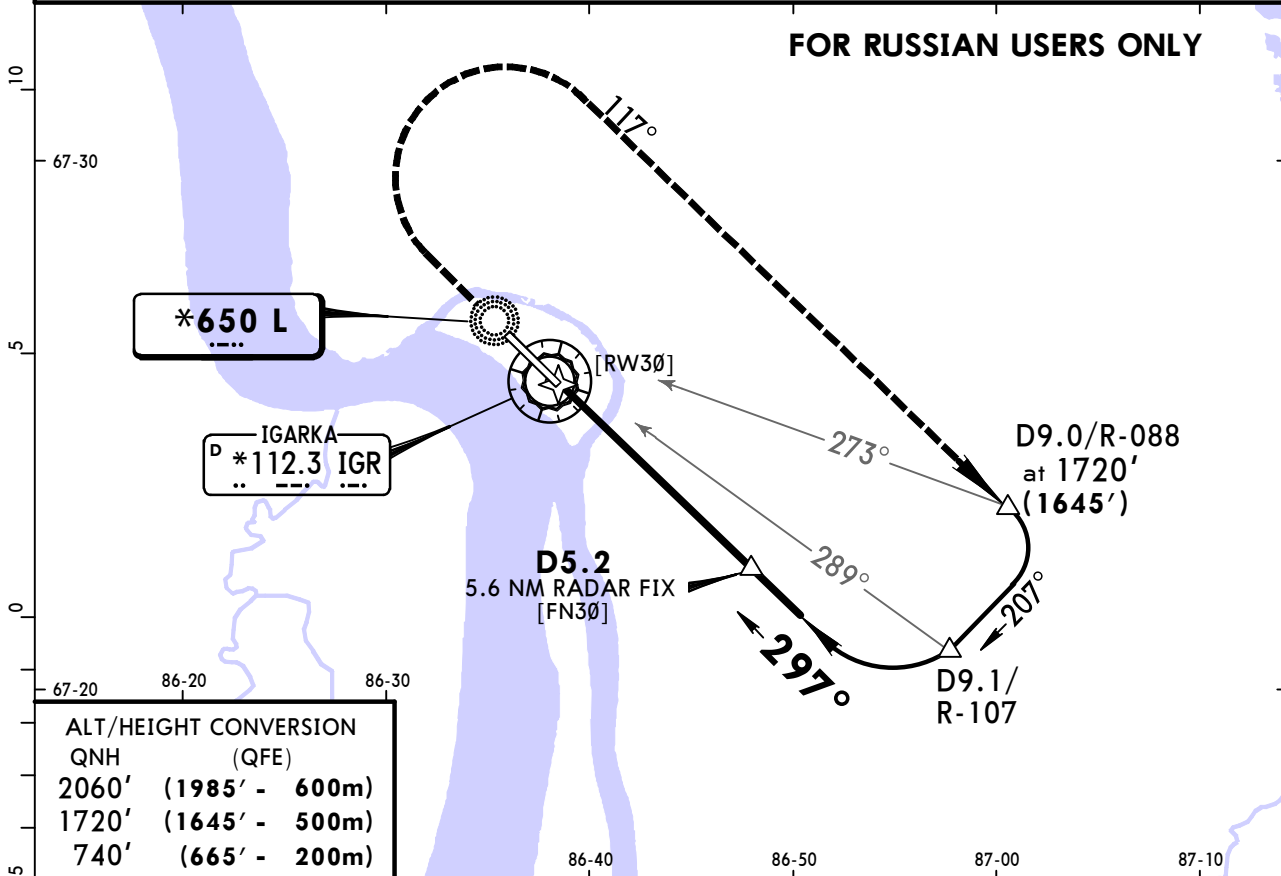 FOR RUSSIAN USERS ONLY
10
117°
67-30
*650 L
5
[RW3Ø]
IGARKA
D *112.3 IGR
273°
D9.0/R-088
at 1720'
(1645')
289°
D5.2
5.6 NM RADAR FIX
[FN3Ø]
207°
0
297°
D9.1/
R-107
67-20
86-20
86-30
ALT/HEIGHT CONVERSION
QNH (QFE)
2060' (1985' - 600m)
1720' (1645' - 500m)
740' (665' - 200m)
5
86-40
86-50
87-00
87-10